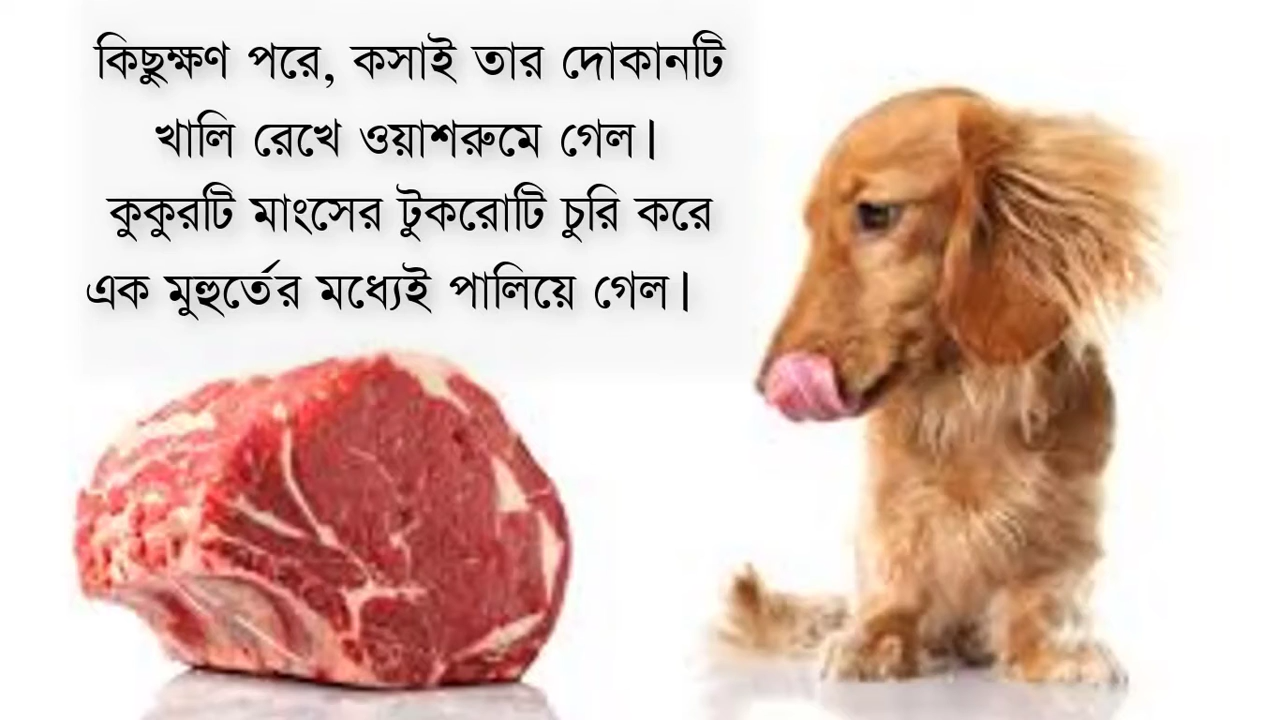 কিছুক্ষণ পরে, কসাই তার দোকানটি
খালি রেখে ওয়াশরুমে গেল।
কুকুরটি মাংসের টুকরোটি চুরি করে
এক মুহুর্তের মধ্যেই পালিয়ে গেল।